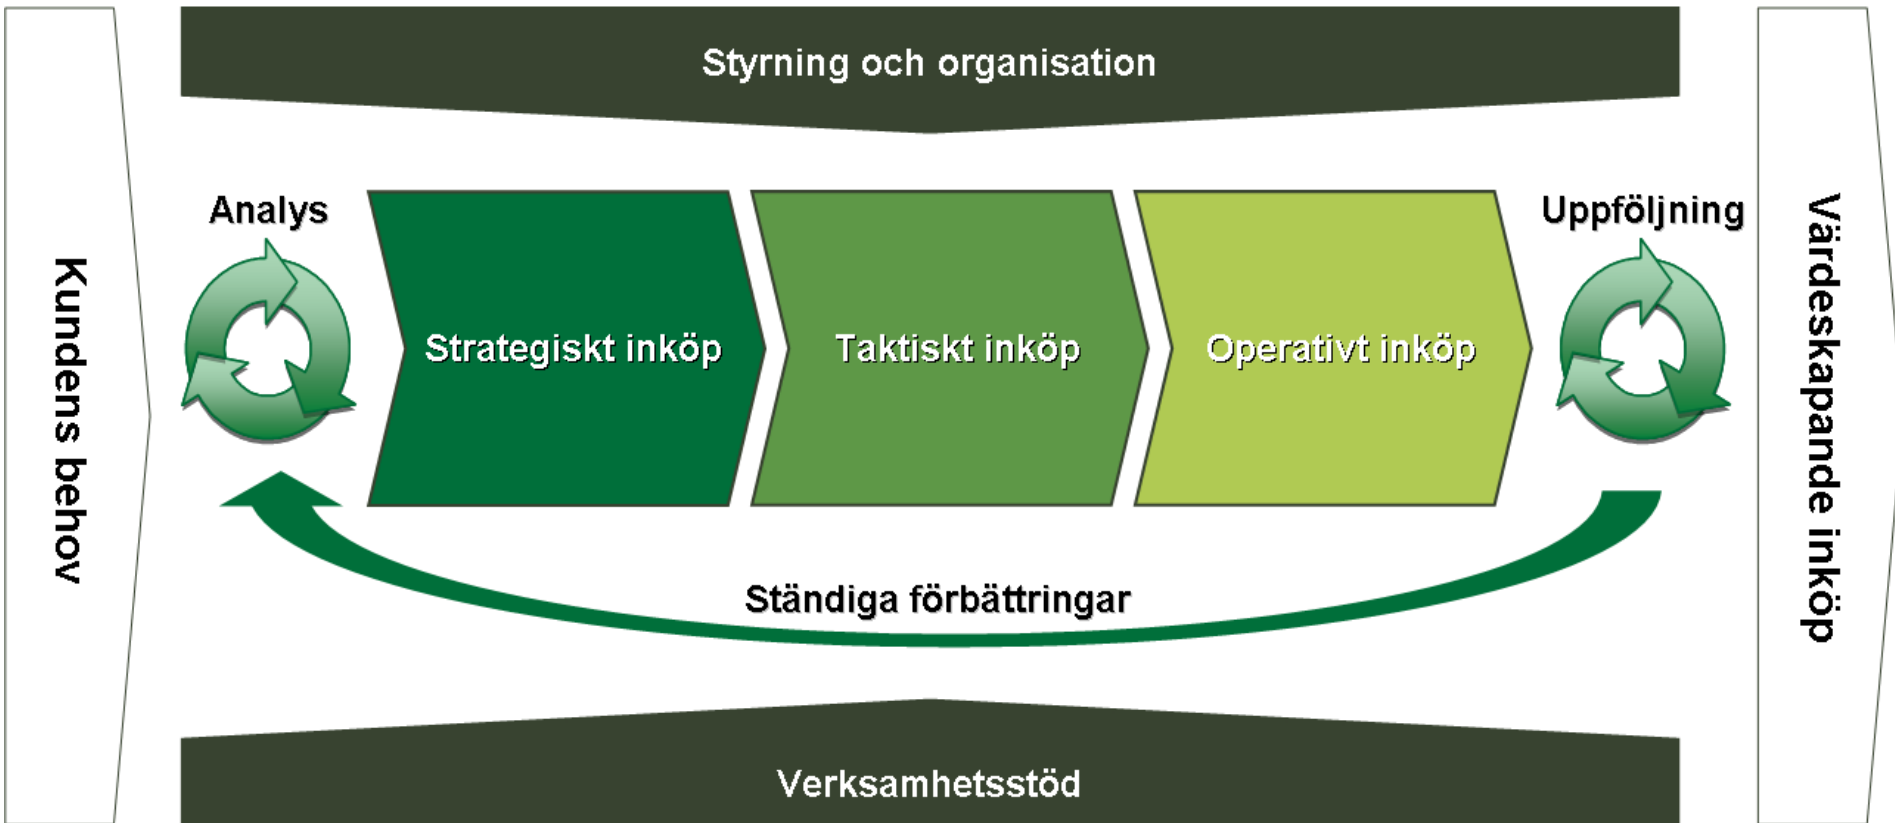 Styrning och organisation
Kundens behov
Analys
Strategiskt inköp
Taktiskt inköp
Operativt inköp
Uppföljning
Värdeskapande inköp
Ständiga förbättringar
Verksamhetsstöd